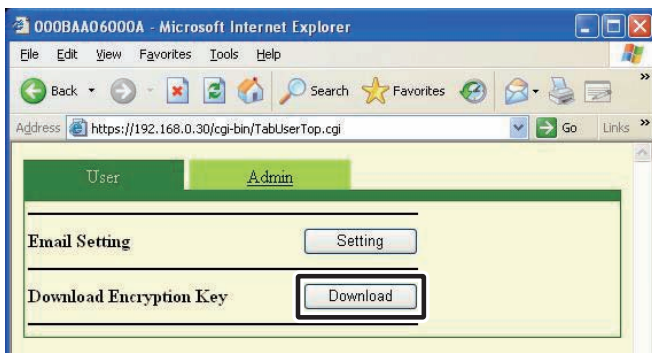 000BAA06000A - Microsoft Internet Explorer
File Edit View Favorites Tools Help
Back Search Favorites »
Address https://192.168.0.30/cgi-bin/TabUserTop.cgi Go Links »
User Admin
Email Setting Setting
Download Encryption Key Download